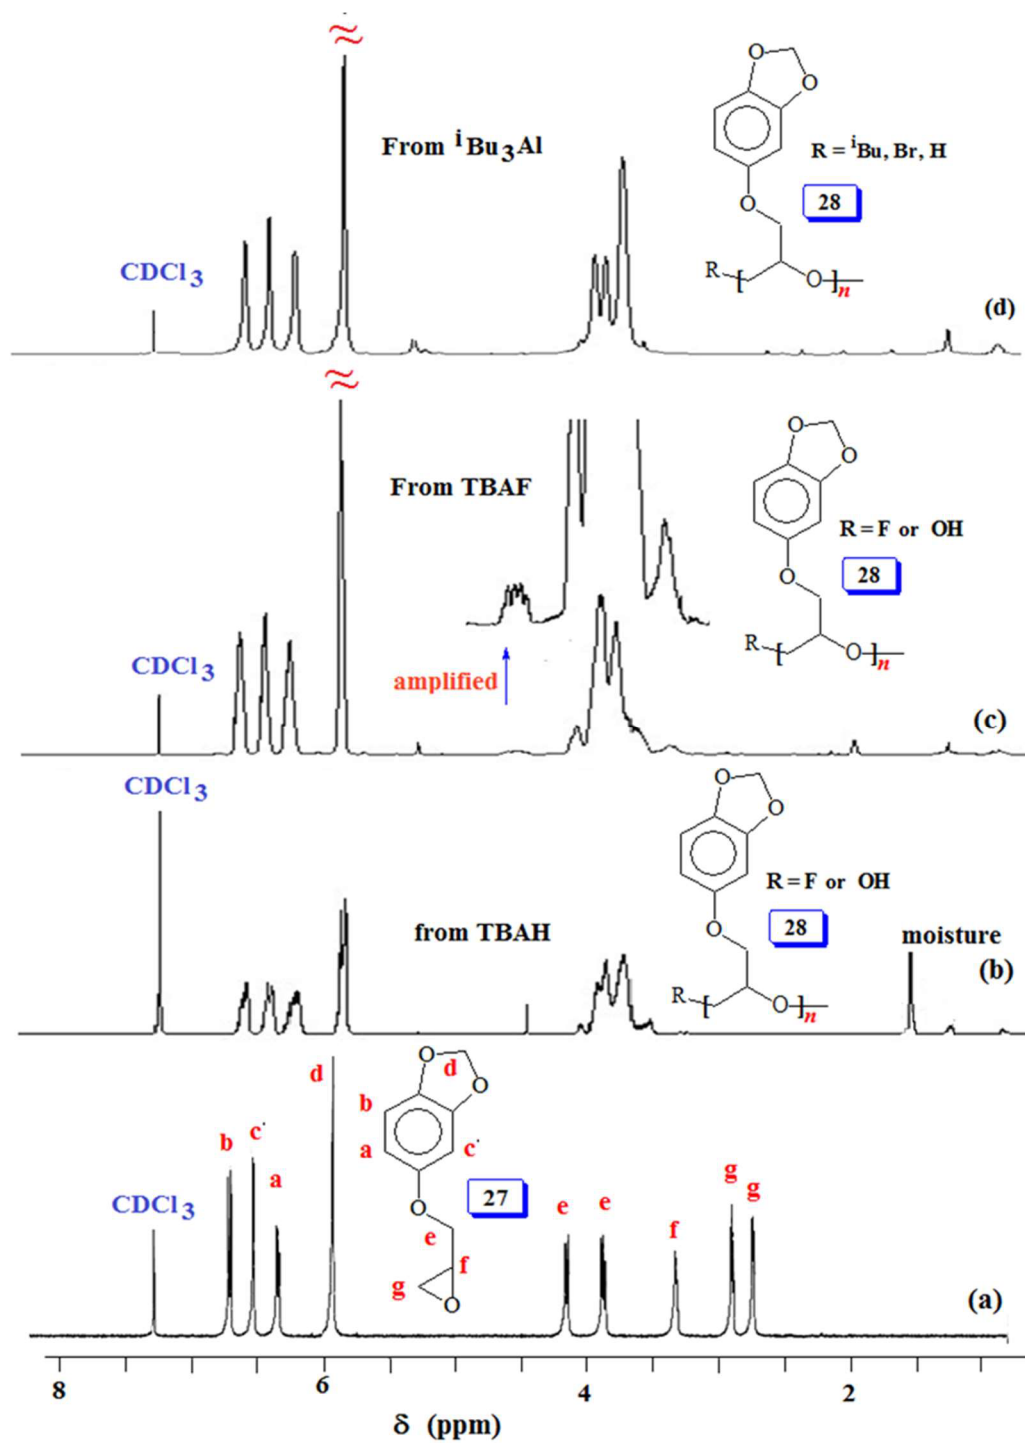 From iBu3Al
O
O
R = iBu, Br, H
28
O
CDCl3
R
[
O
]n
(d)
O
O
From TBAF
R = F or OH
28
O
CDCl3
R
[
O
]n
amplified
(c)
CDCl3
O
O
R = F or OH
from TBAH
28
moisture
O
(b)
R
[
O
]n
d
O
d
O
b
b
c'
a
a
c'
CDCl3
27
g
g
O
e
e
e
f
f
g
O
(a)
8
6
4
2
δ (ppm)